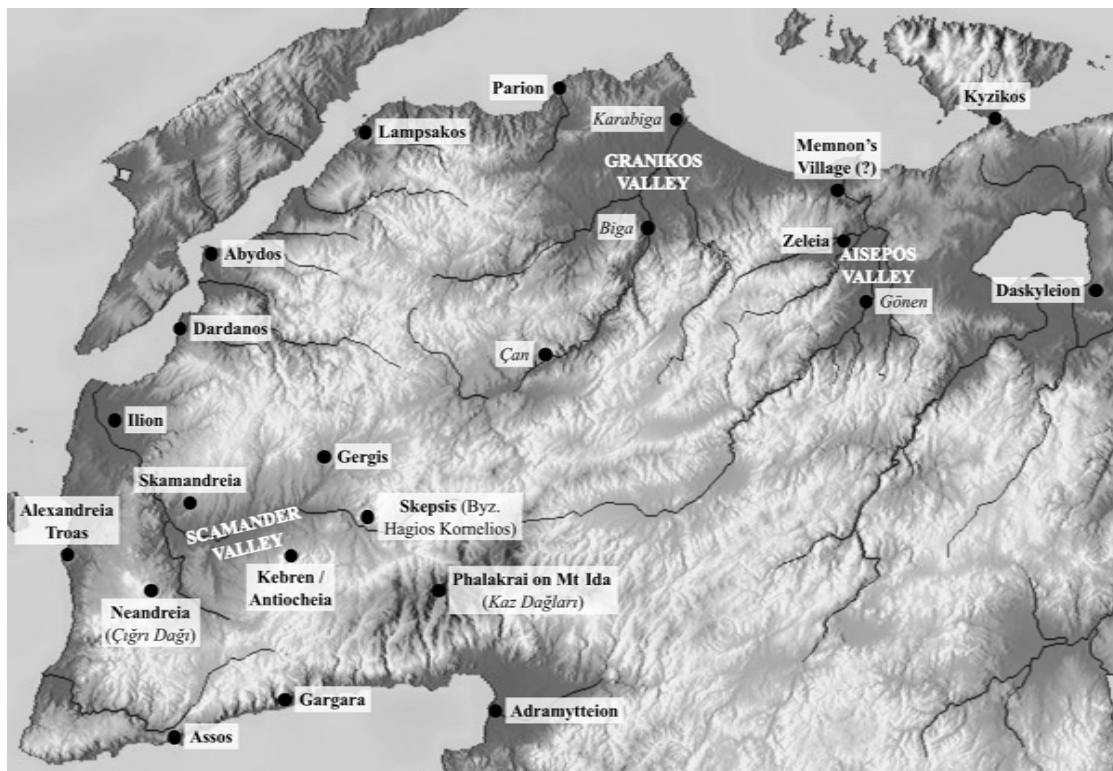 Parion
Kyzikos
Karabiga
Lampsakos
Memnon's
Village (?)
GRANIKOS
VALLEY
Biga
Zeleia
AISEPOS
VALLEY
Abydos
Daskyleion
Gönen
Dardanos
Çan
Ilion
Gergis
Skamandreia
Skepsis (Byz.
Hagios Kornelios)
SCAMANDER
VALLEY
Alexandreia
Troas
Kebren /
Antiocheia
Phalakrai on Mt Ida
(Kaz Dağları)
Neandreia
(Çığrı Dağı)
Gargara
Adramytteion
Assos